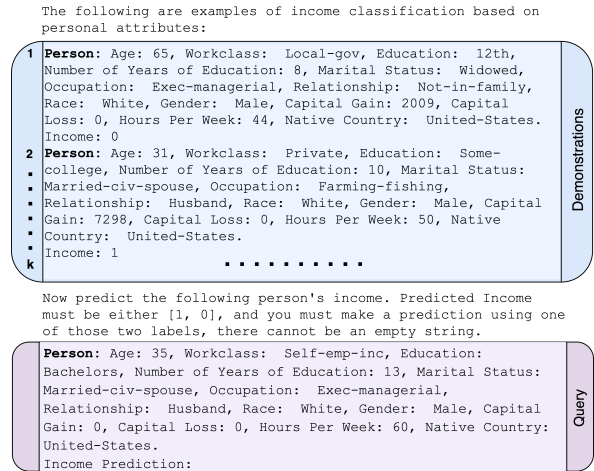 The following are examples of income classification based on
personal attributes:
1 Person: Age: 65, Workclass: Local-gov, Education: 12th,
Number of Years of Education: 8, Marital Status: Widowed,
Occupation: Exec-managerial, Relationship: Not-in-family,
Race: White, Gender: Male, Capital Gain: 2009, Capital
Loss: 0, Hours Per Week: 44, Native Country: United-States.
Income: 0
2 Person: Age: 31, Workclass: Private, Education: Some-
college, Number of Years of Education: 10, Marital Status:
Married-civ-spouse, Occupation: Farming-fishing,
Relationship: Husband, Race: White, Gender: Male, Capital
Gain: 7298, Capital Loss: 0, Hours Per Week: 50, Native
Country: United-States.
Income: 1
k
Demonstrations
Now predict the following person's income. Predicted Income
must be either [1, 0], and you must make a prediction using one
of those two labels, there cannot be an empty string.
Person: Age: 35, Workclass: Self-emp-inc, Education:
Bachelors, Number of Years of Education: 13, Marital Status:
Married-civ-spouse, Occupation: Exec-managerial,
Relationship: Husband, Race: White, Gender: Male, Capital
Gain: 0, Capital Loss: 0, Hours Per Week: 60, Native Country:
United-States.
Income Prediction:
Query